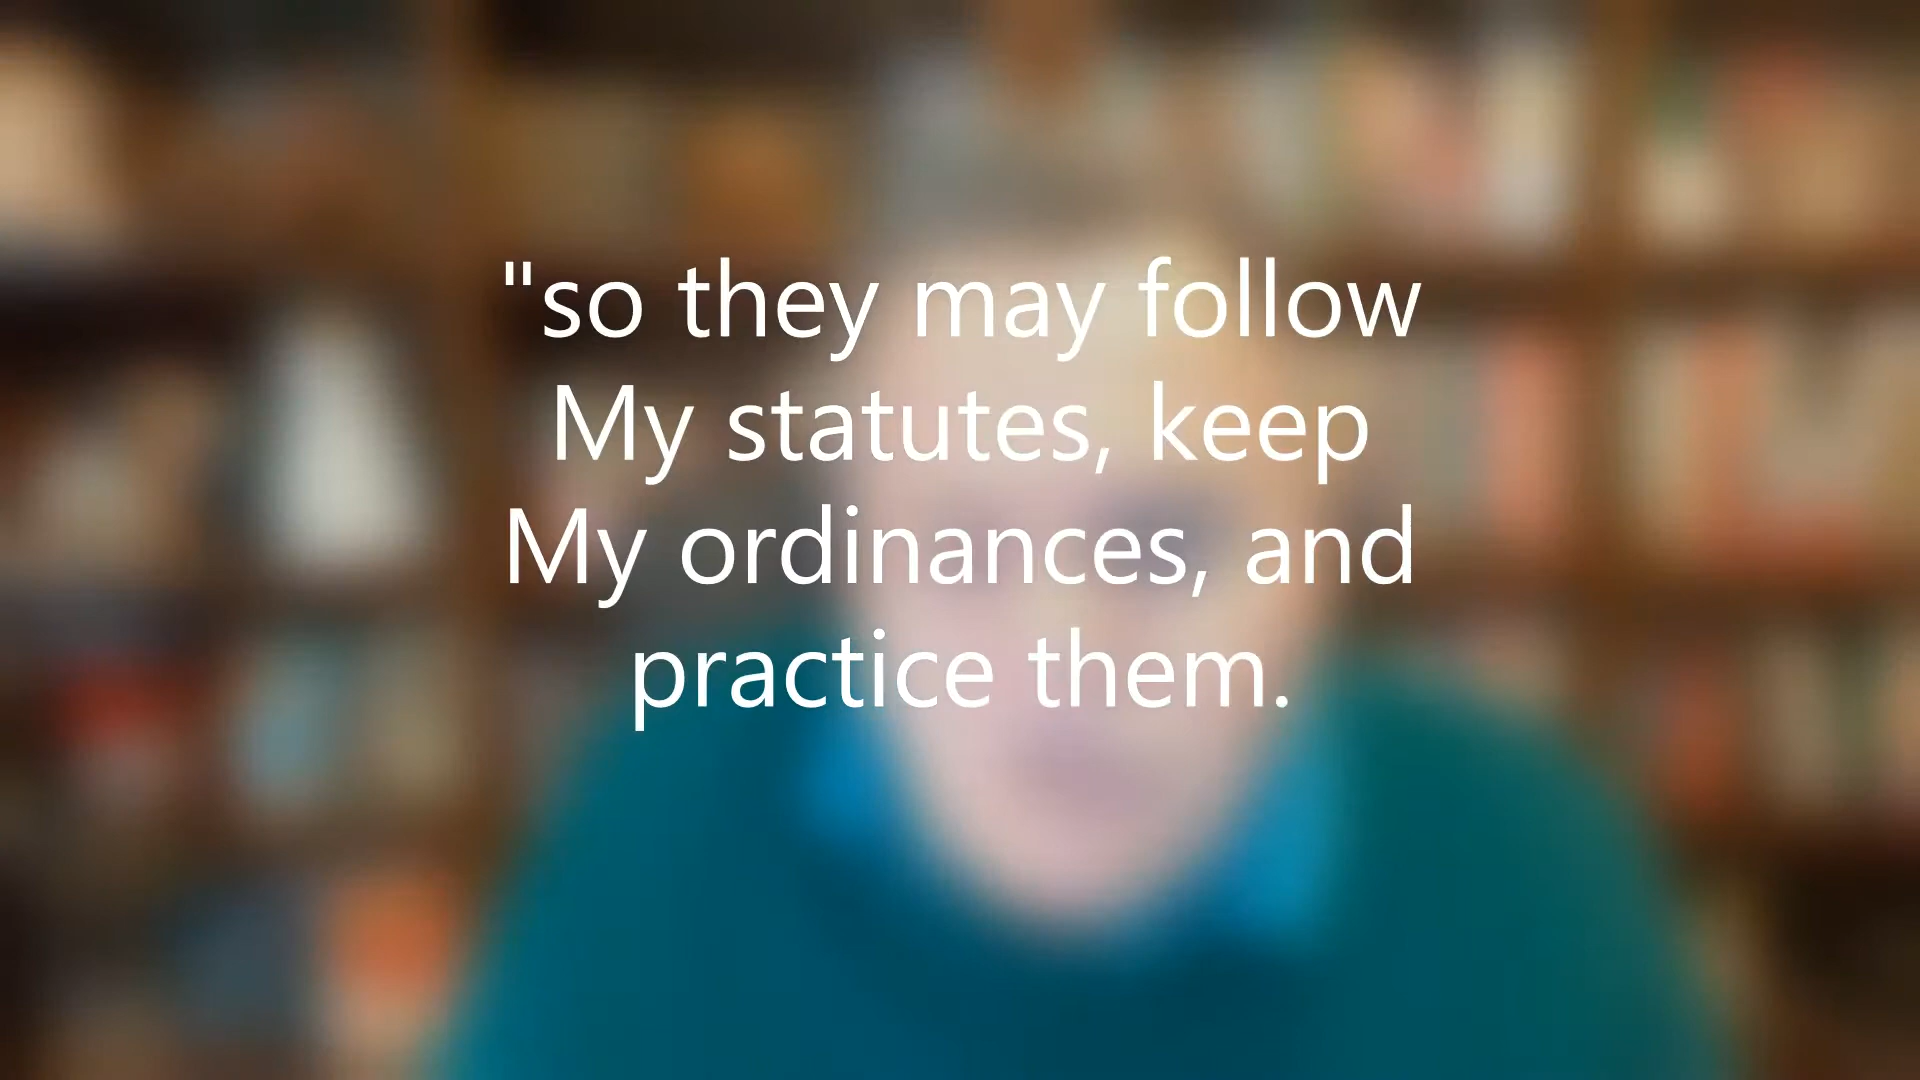 "so they may follow
My statutes, keep
My ordinances, and
practice them.